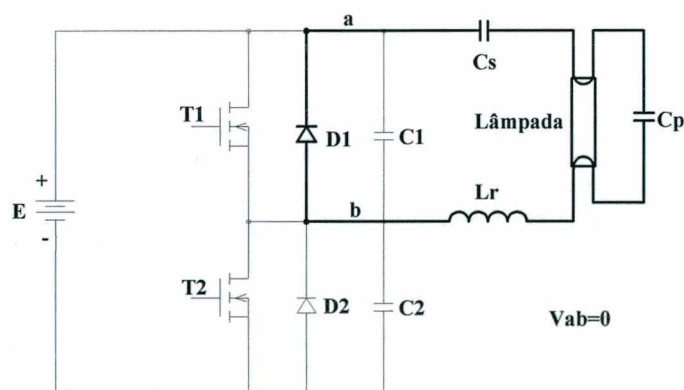 a
Cs
T1
D1
C1
Lâmpada
Cp
+
E
-
b
Lr
T2
D2
C2
Vab=0